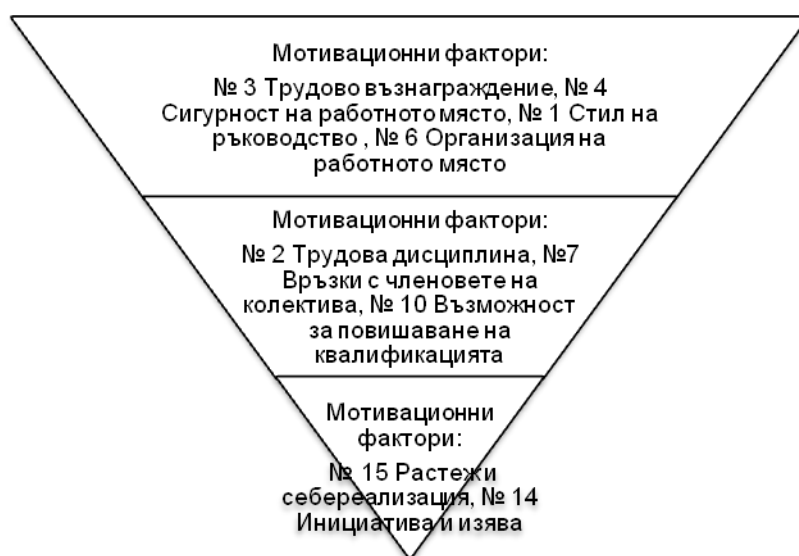 Мотивационни фактори:
№ 3 Трудово възнаграждение, № 4
Сигурност на работното място, № 1 Стил на
ръководство , № 6 Организация на
работното място
Мотивационни фактори:
№ 2 Трудова дисциплина, №7
Връзки с членовете на
колектива, № 10 Възможност
за повишаване на
квалификацията
Мотивационни
фактори:
№ 15 Растеж и
себереализация, № 14
Инициатива и изява